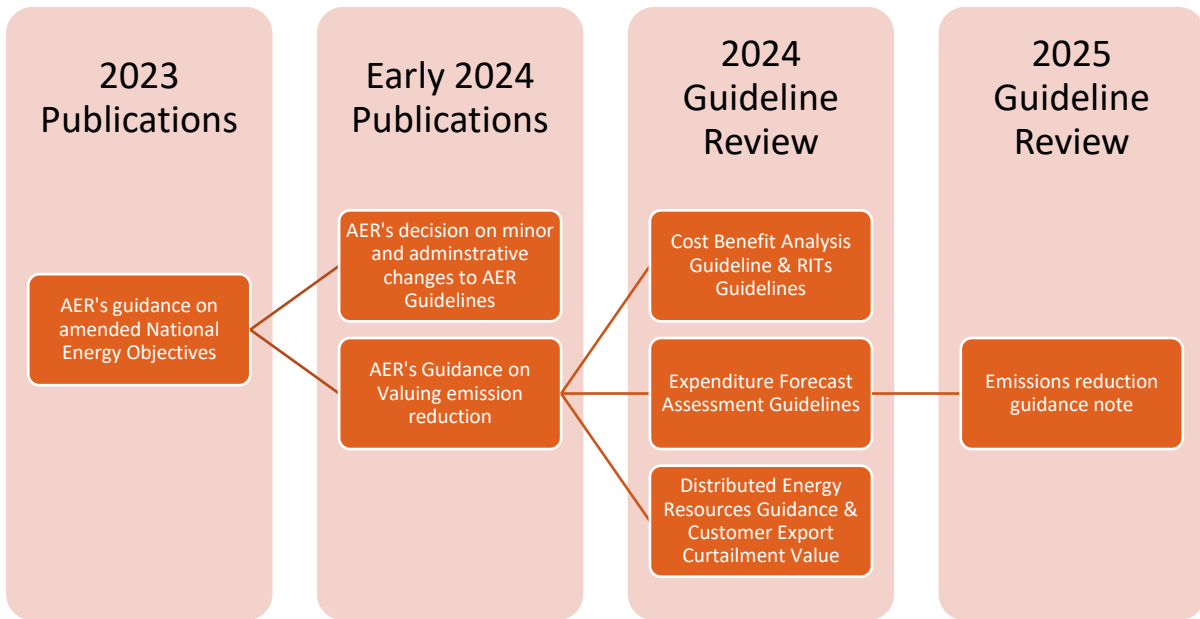 2023
Publications
Early 2024
Publications
2024
Guideline
Review
2025
Guideline
Review
AER's guidance on
amended National
Energy Objectives
AER's decision on minor
and adminstrative
changes to AER
Guidelines
AER's Guidance on
Valuing emission
reduction
Cost Benefit Analysis
Guideline & RITs
Guidelines
Expenditure Forecast
Assessment Guidelines
Distributed Energy
Resources Guidance &
Customer Export
Curtailment Value
Emissions reduction
guidance note